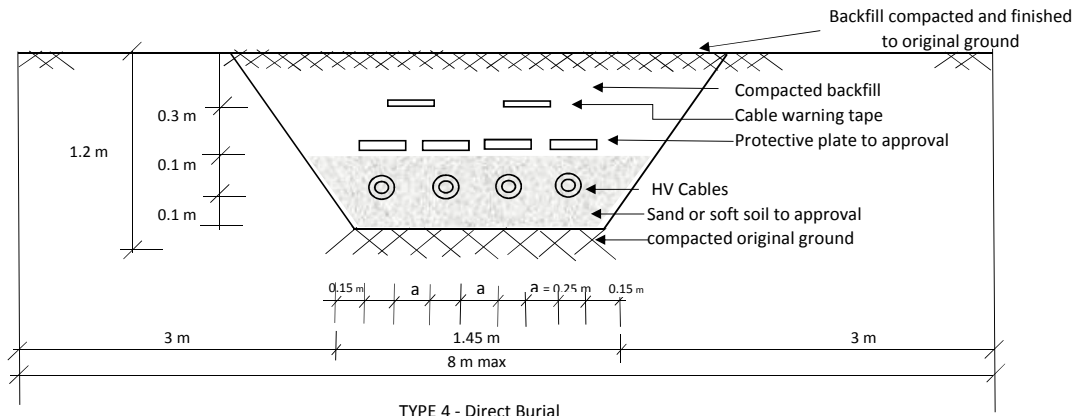 Backfill compacted and finished
to original ground
Compacted backfill
Cable warning tape
Protective plate to approval
HV Cables
Sand or soft soil to approval
compacted original ground
0.3 m
1.2 m
0.1 m
0.1 m
0.15 m
a
a
a = 0.25 m
0.15 m
3 m
1.45 m
3 m
8 m max
TYPE 4 - Direct Burial